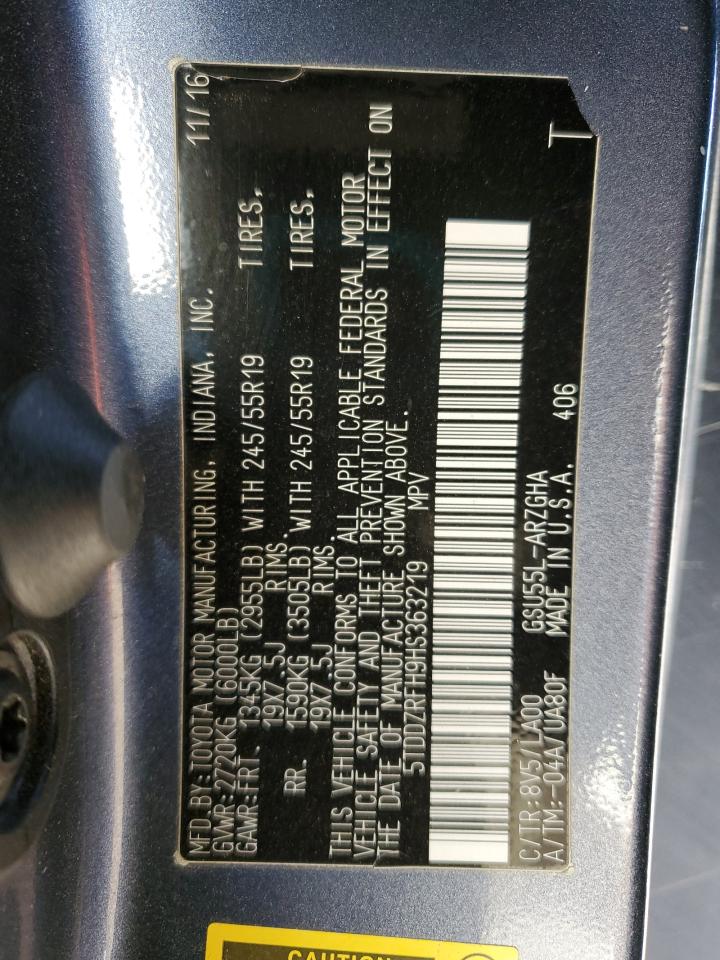 MFD.BY:TOYOTA MOTOR MANUFACTURING, INDIANA, INC. 11/16
GVWR:2720KG (6000LB)
GAWR:FRT. 1345KG (2955LB) WITH 245/55R19 TIRES,
19X7.5J RIMS.
RR. 1590KG (3505LB) WITH 245/55R19 TIRES,
19X7.5J RIMS.
THIS VEHICLE CONFORMS TO ALL APPLICABLE FEDERAL MOTOR
VEHICLE SAFETY AND THEFT PREVENTION STANDARDS IN EFFECT ON
THE DATE OF MANUFACTURE SHOWN ABOVE.
5TDDZRFH9HS363219 MPV
C/TR:8V5/LA00 GSU55L-ARZGHA
A/TM:-04A/UA80F MADE IN U.S.A. 406 T
CAUTION